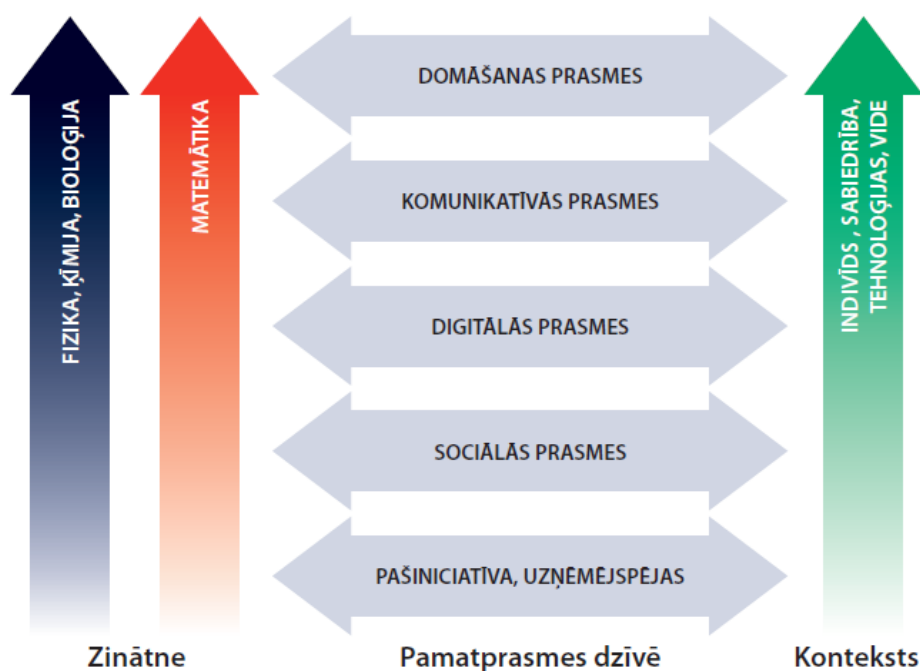 FIZIKA, ĶĪMIJA, BIOLOĢIJA
MATEMĀTIKA
DOMĀŠANAS PRASMES
KOMUNIKATĪVĀS PRASMES
DIGITĀLĀS PRASMES
SOCIĀLĀS PRASMES
PAŠINICIATĪVA, UZŅĒMĒJSPĒJAS
INDIVĪDS , SABIEDRĪBA,
TEHNOLOĢIJAS, VIDE
Zinātne
Pamatprasmes dzīvē
Konteksts